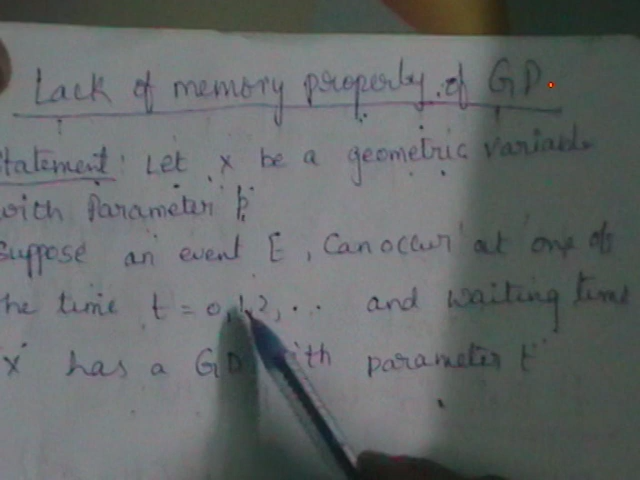 Lack of memory property of GD.
Statement: Let x be a geometric variable
with Parameter p
suppose an event E, can occur at one of
the time t = 0,1,2, ... and waiting time
'x' has a GD with parameter t